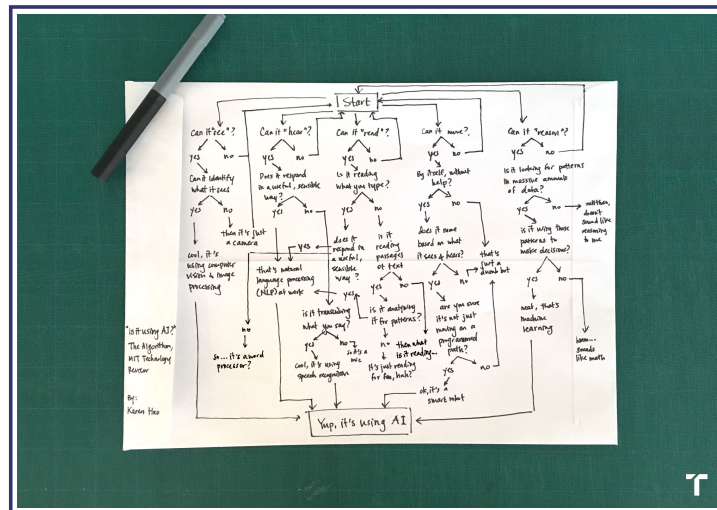 Start
Can it "see"?
yes
no
Can it identify
what it sees
yes
no
then it's just
a camera
cool, it's
using computer
vision & image
processing
Can it "hear"?
yes
no
Does it respond
in a useful, sensible
way?
yes
no
that's natural
language processing
(NLP) at work
is it transcribing
what you say?
yes
no
so it's a
mic
cool, it's using
speech recognition
Can it "read"?
yes
no
Is it reading
what you type?
yes
no
does it
respond in
a useful,
sensible
way?
yes
no
so... it's a word
processor?
is it
reading
passages
of text
yes
no
then what
is it reading...
is it analyzing
it for patterns?
yes
no
it's just reading
for fun, huh?
Can it move?
yes
no
By itself, without
help?
yes
no
does it move
based on what
it sees & hears?
yes
no
that's
just a
dumb bot
are you sure
it's not just
moving on a
programmed
path?
yes
no
ok, it's a
smart robot
Can it "reason"?
yes
no
Is it looking for patterns
in massive amounts
of data?
yes
no
doesn't
sound like
reasoning
to me
is it using those
patterns to
make decisions?
yes
no
neat, that's
machine
learning
sounds
like math
Yup, it's using AI
"Is it using AI?"
The Algorithm,
MIT Technology
Review
By:
Karen Hao